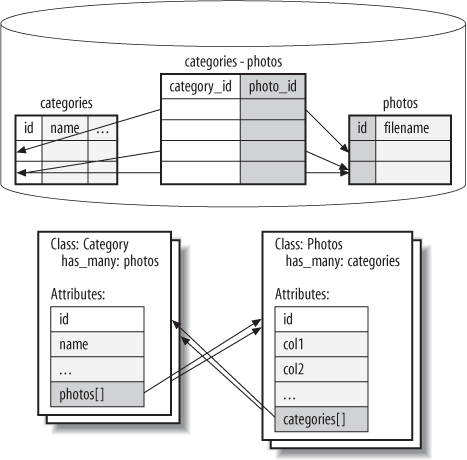 categories - photos
category_id photo_id
categories
id name ...
photos
id filename
Class: Category
has_many: photos
Attributes:
id
name
...
photos[]
Class: Photos
has_many: categories
Attributes:
id
col1
col2
...
categories[]